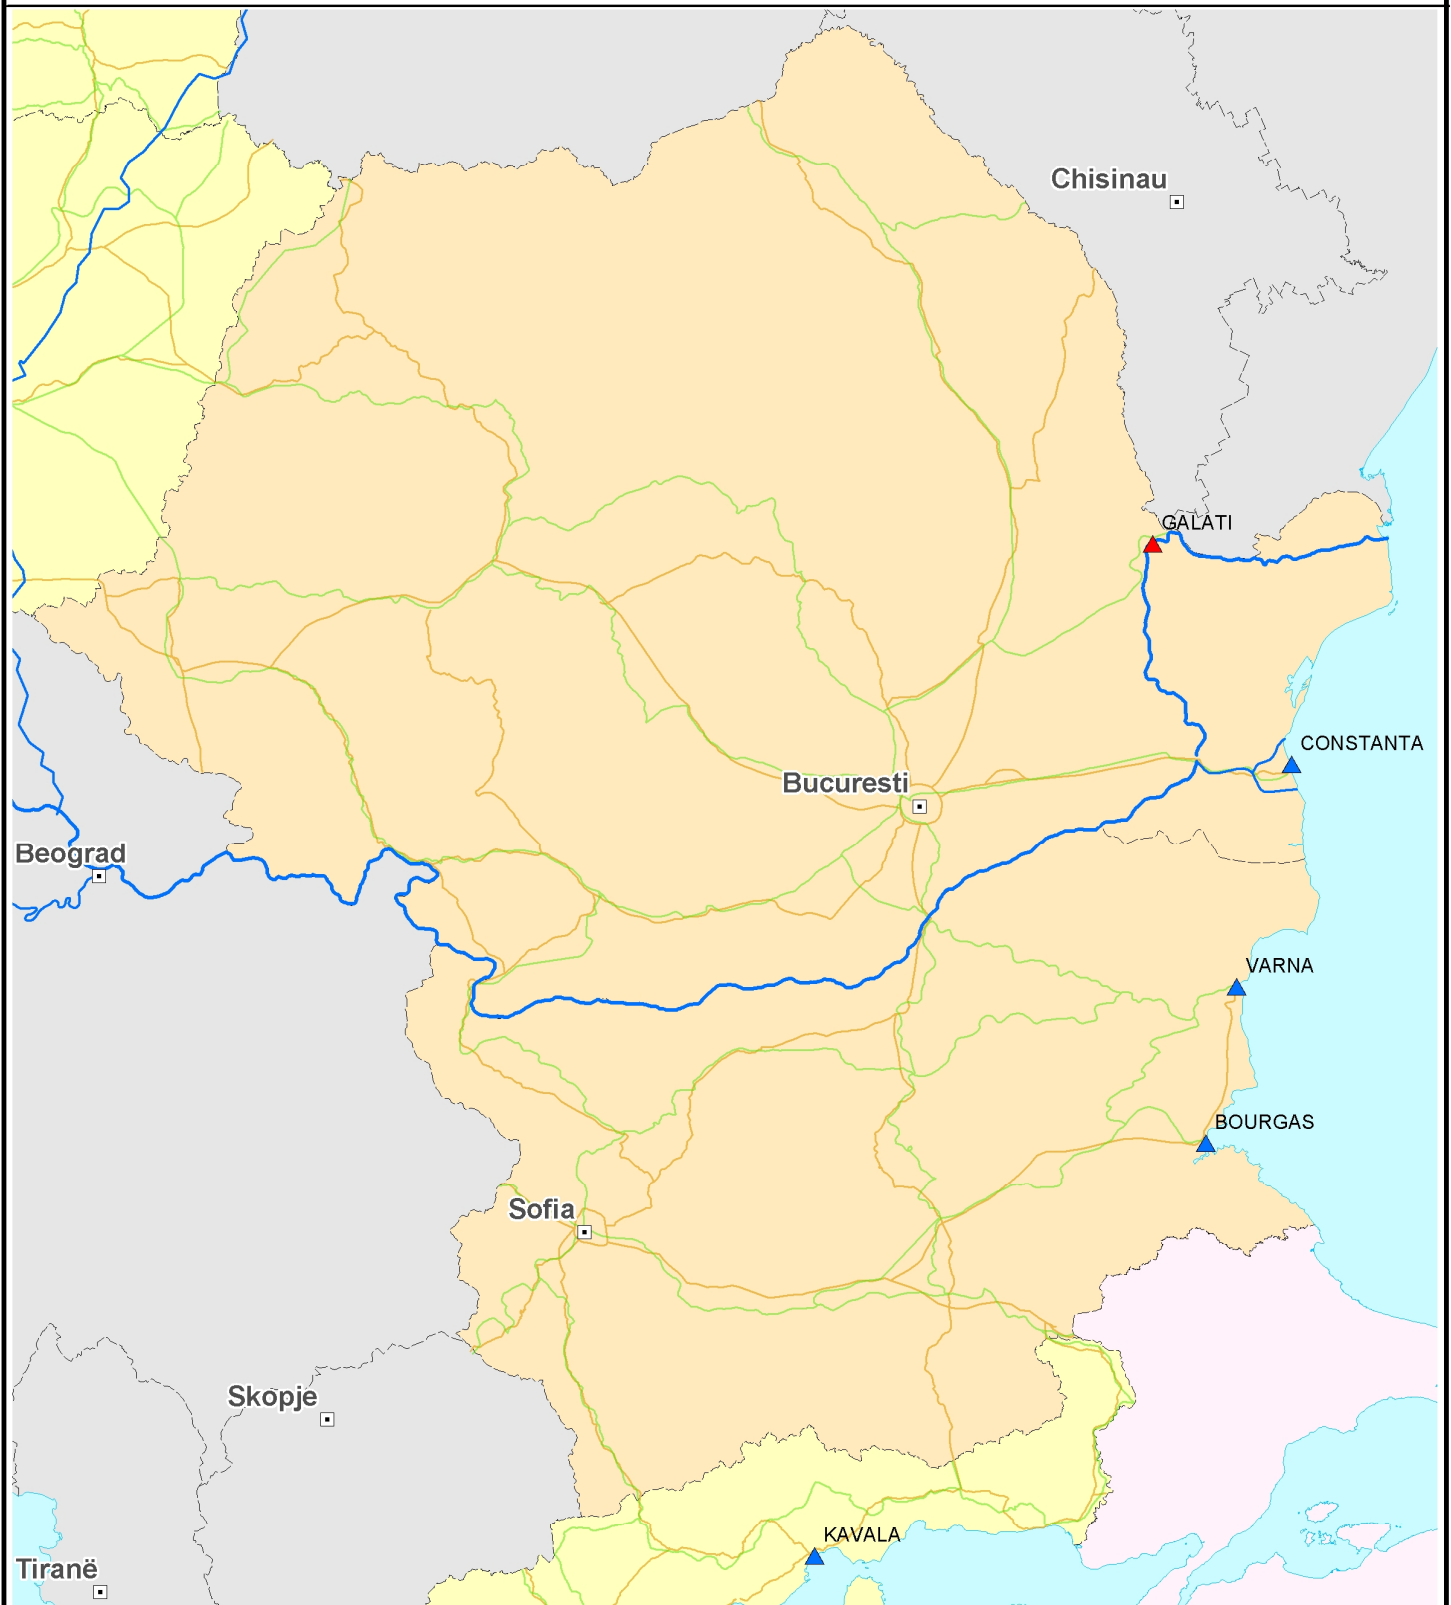 Chisinau
GALATI
CONSTANTA
Bucuresti
Beograd
VARNA
BOURGAS
Sofia
Skopje
KAVALA
Tiranë